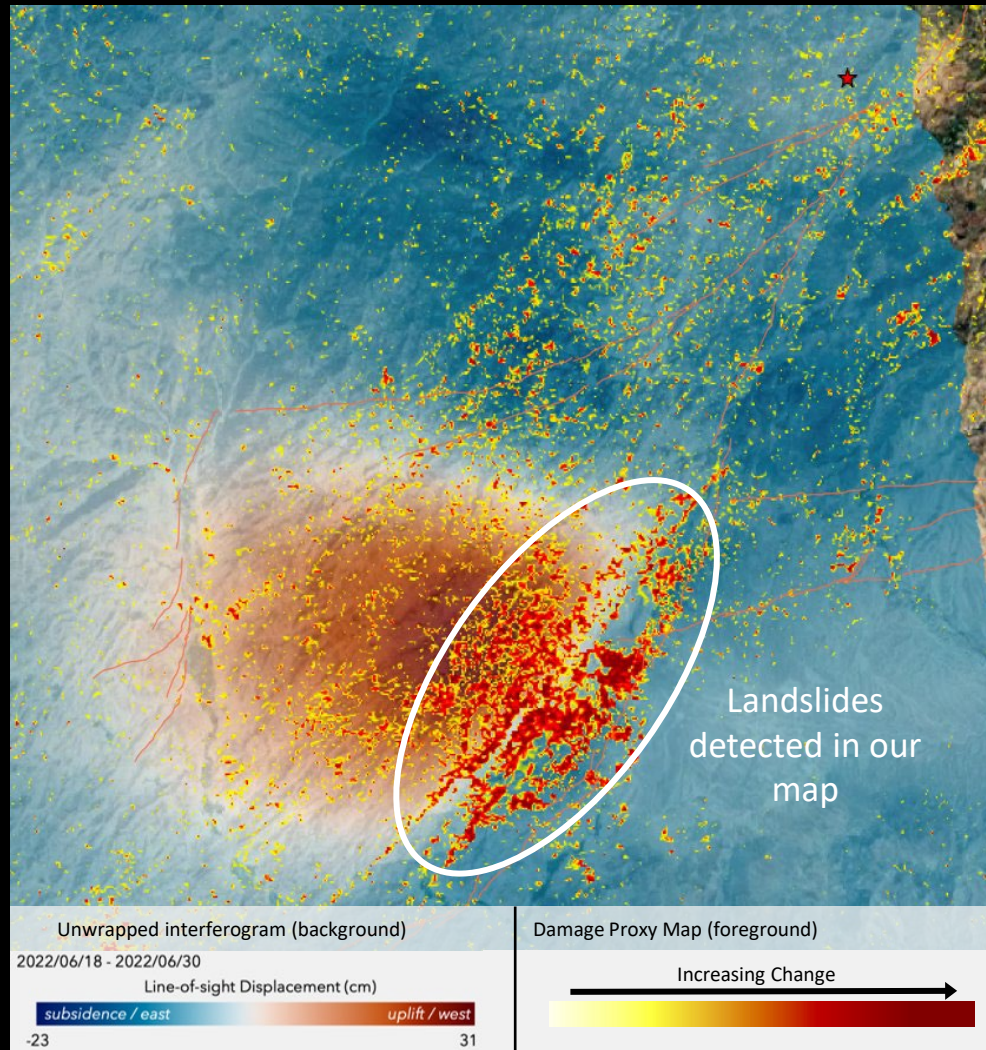 Landslides
detected in our
map
Unwrapped interferogram (background)
2022/06/18 - 2022/06/30
Line-of-sight Displacement (cm)
subsidence / east
uplift / west
-23
31
Damage Proxy Map (foreground)
Increasing Change